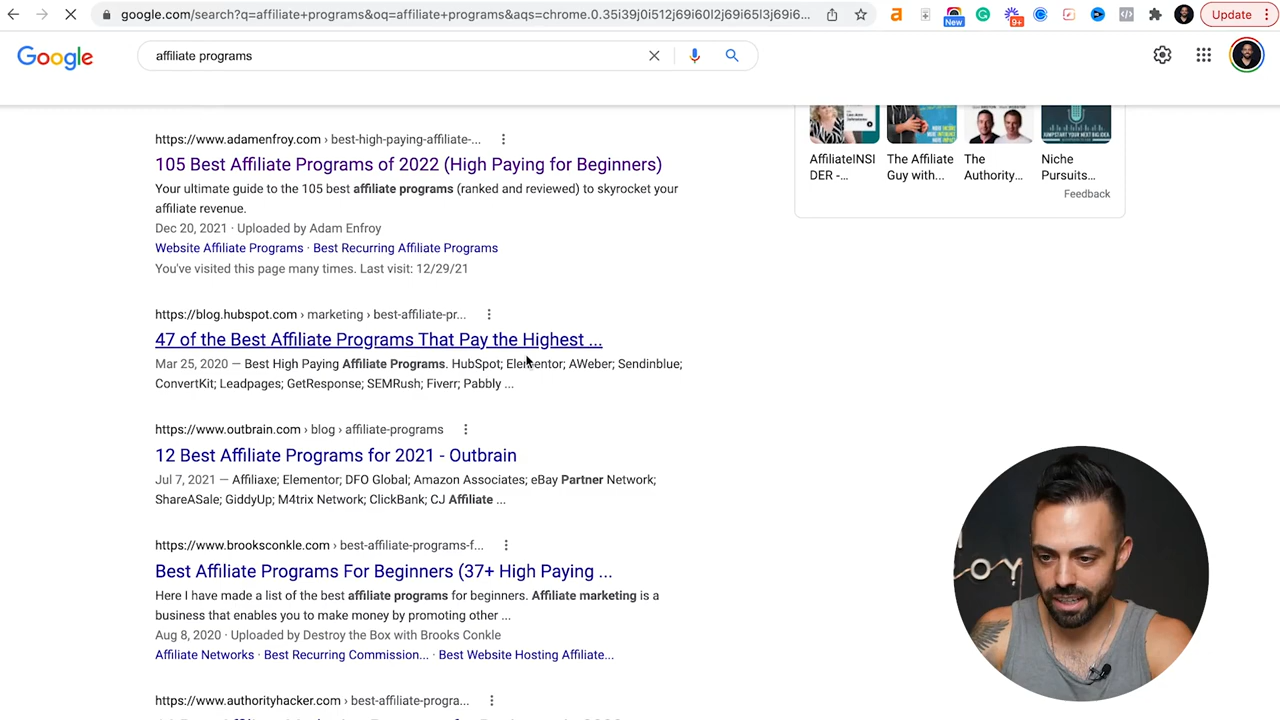 google.com/search?q=affiliate+programs&oq=affiliate+programs&aqs=chrome.0.35i39j0i512j69i60l2j69i65l3j69i6...
New
9+
Update
Google
affiliate programs
https://www.adamenfroy.com › best-high-paying-affiliate-...
105 Best Affiliate Programs of 2022 (High Paying for Beginners)
Your ultimate guide to the 105 best affiliate programs (ranked and reviewed) to skyrocket your
affiliate revenue.
Dec 20, 2021 · Uploaded by Adam Enfroy
Website Affiliate Programs · Best Recurring Affiliate Programs
You've visited this page many times. Last visit: 12/29/21
https://blog.hubspot.com › marketing › best-affiliate-pr...
47 of the Best Affiliate Programs That Pay the Highest ...
Mar 25, 2020 — Best High Paying Affiliate Programs. HubSpot; Elementor; AWeber; Sendinblue;
ConvertKit; Leadpages; GetResponse; SEMRush; Fiverr; Pabbly ...
https://www.outbrain.com › blog › affiliate-programs
12 Best Affiliate Programs for 2021 - Outbrain
Jul 7, 2021 — Affiliaxe; Elementor; DFO Global; Amazon Associates; eBay Partner Network;
ShareASale; GiddyUp; M4trix Network; ClickBank; CJ Affiliate ...
https://www.brooksconkle.com › best-affiliate-programs-f...
Best Affiliate Programs For Beginners (37+ High Paying ...
Here I have made a list of the best affiliate programs for beginners. Affiliate marketing is a
business that enables you to make money by promoting other ...
Aug 8, 2020 · Uploaded by Destroy the Box with Brooks Conkle
Affiliate Networks · Best Recurring Commission... · Best Website Hosting Affiliate...
https://www.authorityhacker.com › best-affiliate-progra...
AffiliateINSI
DER -...
The Affiliate
Guy with...
The
Authority...
Niche
Pursuits...
Feedback